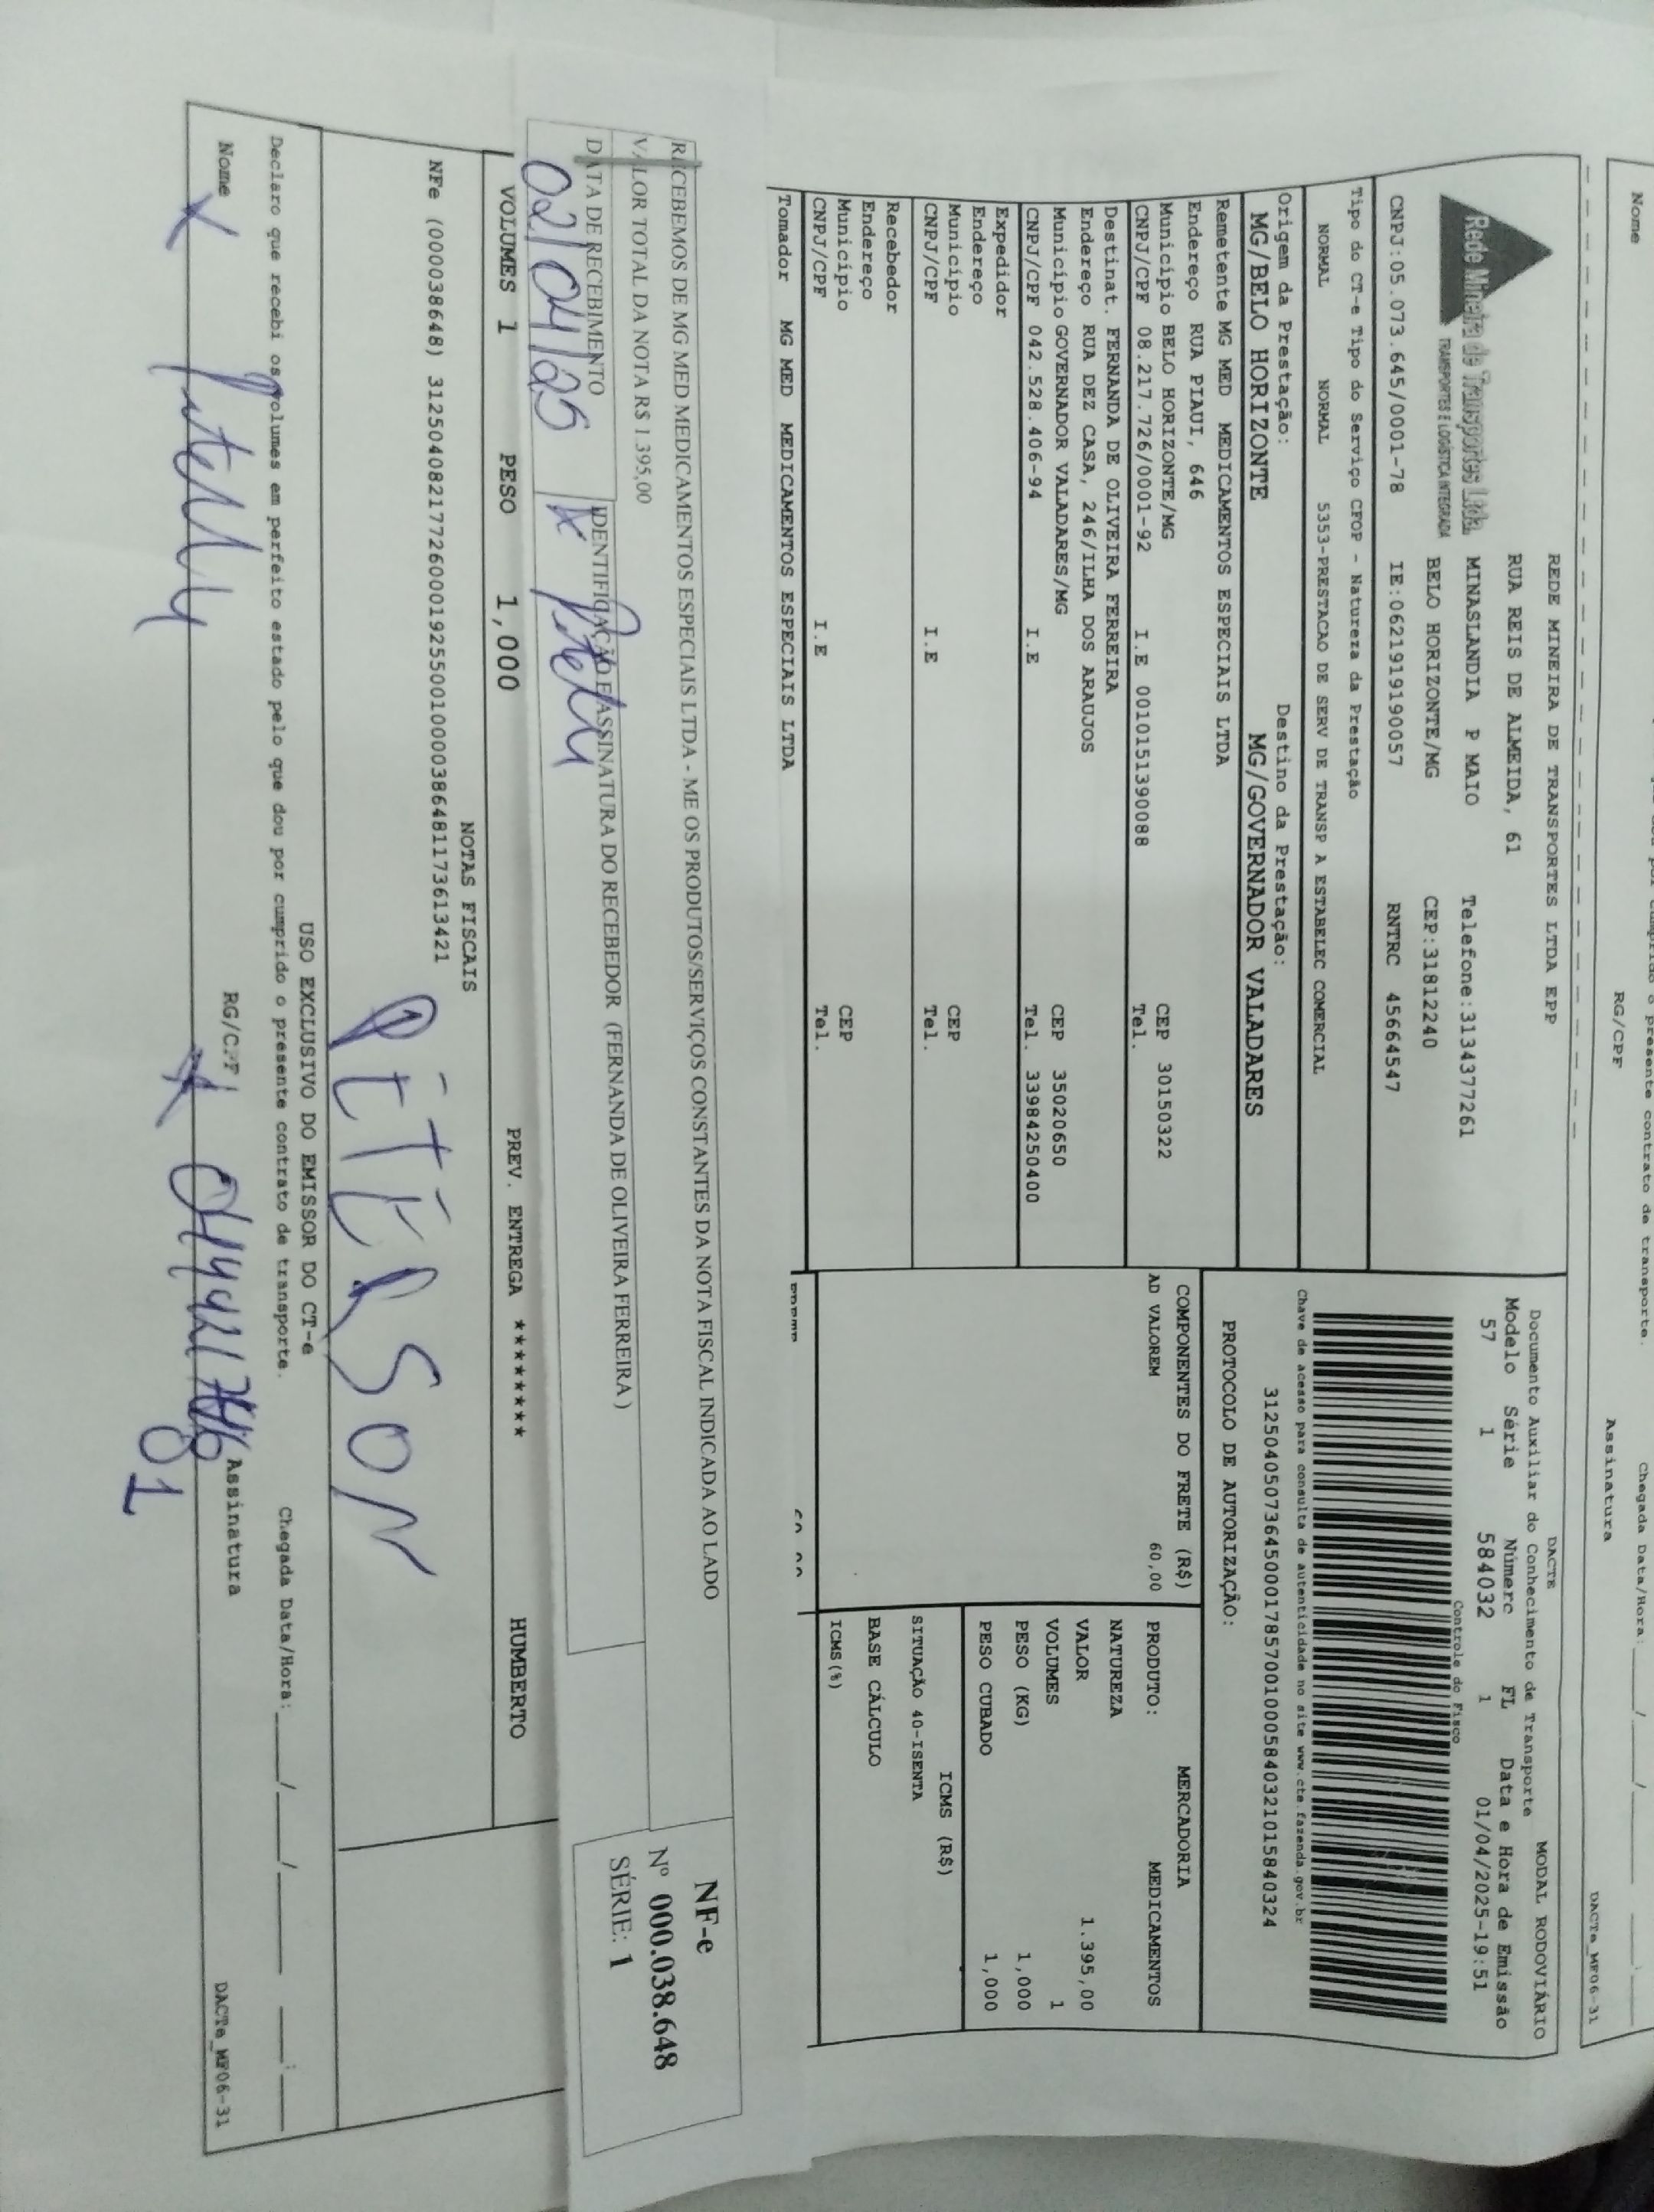 Nome
RG/CPF
Assinatura
Chegada Data/Hora:
o presente contrato de transporte.
DACTe_MF06-31
Rede Mineira de Transportes Ltda.
TRANSPORTES E LOGÍSTICA INTEGRADA
REDE MINEIRA DE TRANSPORTES LTDA EPP
RUA REIS DE ALMEIDA, 61
MINASLANDIA P MAIO Telefone:3134377261
BELO HORIZONTE/MG CEP:31812240
CNPJ:05.073.645/0001-78 IE:0621919190057 RNTRC 45664547
DACTE
MODAL RODOVIÁRIO
Documento Auxiliar do Conhecimento de Transporte
Modelo Série Número FL Data e Hora de Emissão
57 1 584032 1 01/04/2025-19:51
Controle do Fisco
Chave de acesso para consulta de autenticidade no site www.cte.fazenda.gov.br
31250405073645000178570010005840321015840324
PROTOCOLO DE AUTORIZAÇÃO:
Tipo do CT-e Tipo do Serviço CFOP - Natureza da Prestação
NORMAL NORMAL 5353-PRESTACAO DE SERV DE TRANSP A ESTABELEC COMERCIAL
Origem da Prestação: Destino da Prestação:
MG/BELO HORIZONTE MG/GOVERNADOR VALADARES
Remetente MG MED MEDICAMENTOS ESPECIAIS LTDA
Endereço RUA PIAUI, 646
Município BELO HORIZONTE/MG CEP 30150322
CNPJ/CPF 08.217.726/0001-92 I.E 0010151390088 Tel.
Destinat. FERNANDA DE OLIVEIRA FERREIRA
Endereço RUA DEZ CASA, 246/ILHA DOS ARAUJOS
Município GOVERNADOR VALADARES/MG CEP 35020650
CNPJ/CPF 042.528.406-94 I.E Tel. 33984250400
Expedidor
Endereço
Município CEP
CNPJ/CPF I.E Tel.
Recebedor
Endereço
Município CEP
CNPJ/CPF I.E Tel.
Tomador MG MED MEDICAMENTOS ESPECIAIS LTDA
COMPONENTES DO FRETE (R$)
AD VALOREM 60,00
MERCADORIA
PRODUTO: MEDICAMENTOS
NATUREZA
VALOR 1.395,00
VOLUMES 1
PESO (KG) 1,000
PESO CUBADO 1,000
ICMS (R$)
SITUAÇÃO 40-ISENTA
BASE CÁLCULO
ICMS(%)
RECEBEMOS DE MG MED MEDICAMENTOS ESPECIAIS LTDA - ME OS PRODUTOS/SERVIÇOS CONSTANTES DA NOTA FISCAL INDICADA AO LADO
VALOR TOTAL DA NOTA R$ 1.395,00
DATA DE RECEBIMENTO
IDENTIFICAÇÃO E ASSINATURA DO RECEBEDOR (FERNANDA DE OLIVEIRA FERREIRA )
02/04/25
NF-e
Nº 000.038.648
SÉRIE: 1
VOLUMES 1 PESO 1,000 PREV. ENTREGA ******** HUMBERTO
NOTAS FISCAIS
NFe (000038648) 31250408217726000192550010000386481173613421
PETERSON
USO EXCLUSIVO DO EMISSOR DO CT-e
Declaro que recebi os volumes em perfeito estado pelo que dou por cumprido o presente contrato de transporte. Chegada Data/Hora:
Nome
RG/CPF
Assinatura
01
DACTe_MF06-31